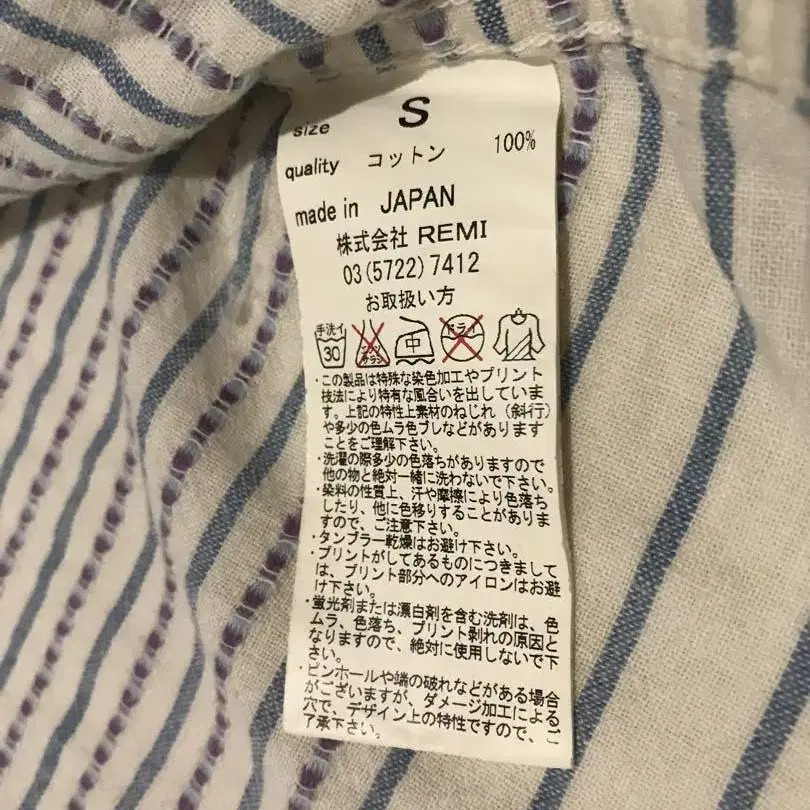 size S
quality コットン 100%
made in JAPAN
株式会社 REMI
03(5722)7412
お取扱い方
手洗イ 30 エンソサラシ 中 ドライ
・この製品は特殊な染色加工やプリント
技法により特有な風合いを出していま
す。上記の特性上素材のねじれ（斜行）
や多少の色ムラ色ブレなどがあります
ことをご理解下さい。
・洗濯の際多少の色落ちがありますので
他の物と絶対一緒に洗わないで下さい。
・染料の性質上、汗や摩擦により色落ち
したり、他に色移りすることがありま
すので、ご注意下さい。
・タンブラー乾燥はお避け下さい。
・プリントがしてあるものにつきまして
は、プリント部分へのアイロンはお避
け下さい。
・蛍光剤または漂白剤を含む洗剤は、色
ムラ、色落ち、プリント剥れの原因と
なりますので、絶対に使用しないで下
さい。
・ピンホールや端の破れなどがある場合
がございますが、ダメージ加工による
穴で、デザイン上の特性ですので、ご
了承下さい。